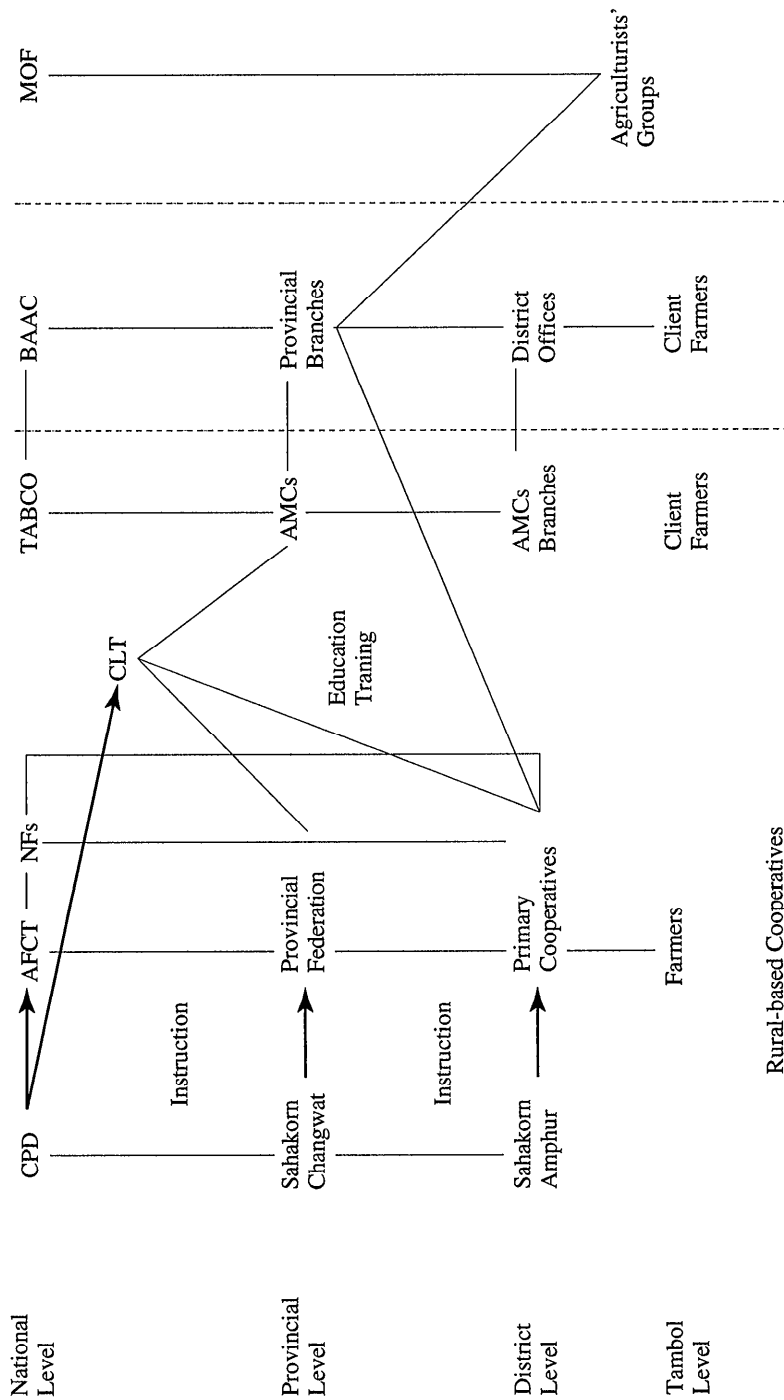 National
Level
CPD
AFCT
NFs
CLT
TABCO
BAAC
MOF
Instruction
Provincial
Level
Sahakorn
Changwat
Provincial
Federation
Education
Traning
AMCs
Provincial
Branches
Instruction
District
Level
Sahakorn
Amphur
Primary
Cooperatives
AMCs
Branches
District
Offices
Agriculturists'
Groups
Tambol
Level
Farmers
Client
Farmers
Client
Farmers
Rural-based Cooperatives